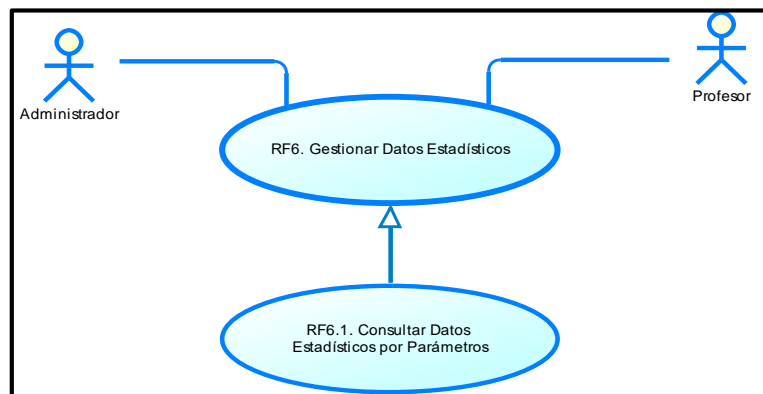 Administrador
Profesor
RF6. Gestionar Datos Estadísticos
RF6.1. Consultar Datos
Estadísticos por Parámetros